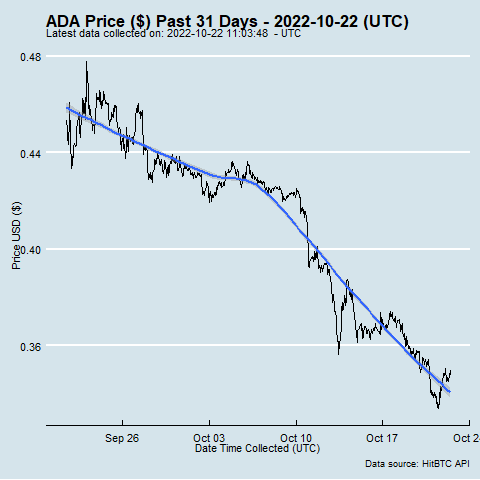 ADA Price ($) Past 31 Days - 2022-10-22 (UTC)
Latest data collected on: 2022-10-22 11:03:48 - UTC
0.48
0.44
0.40
0.36
Price USD ($)
Sep 26
Oct 03
Oct 10
Oct 17
Oct 2
Date Time Collected (UTC)
Data source: HitBTC API